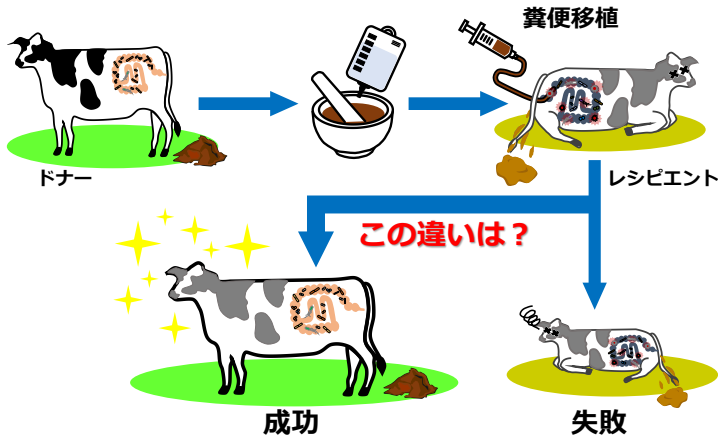 糞便移植
ドナー
レシピエント
この違いは？
成功
失敗